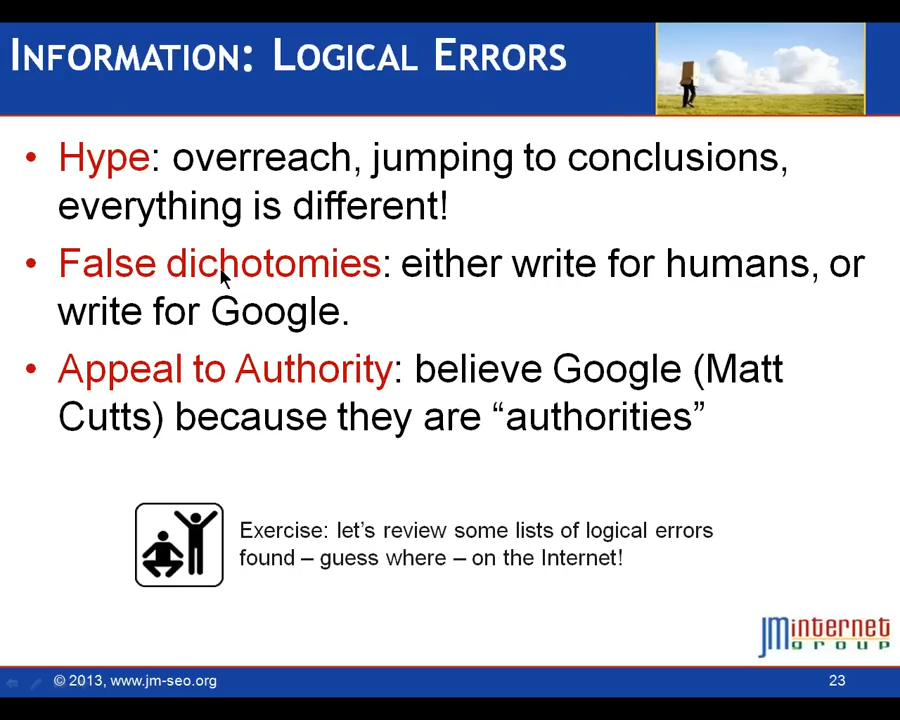 INFORMATION: LOGICAL ERRORS
• Hype: overreach, jumping to conclusions,
everything is different!
• False dichotomies: either write for humans, or
write for Google.
• Appeal to Authority: believe Google (Matt
Cutts) because they are “authorities”
Exercise: let’s review some lists of logical errors
found – guess where – on the Internet!
JMinternet
GROUP
© 2013, www.jm-seo.org
23